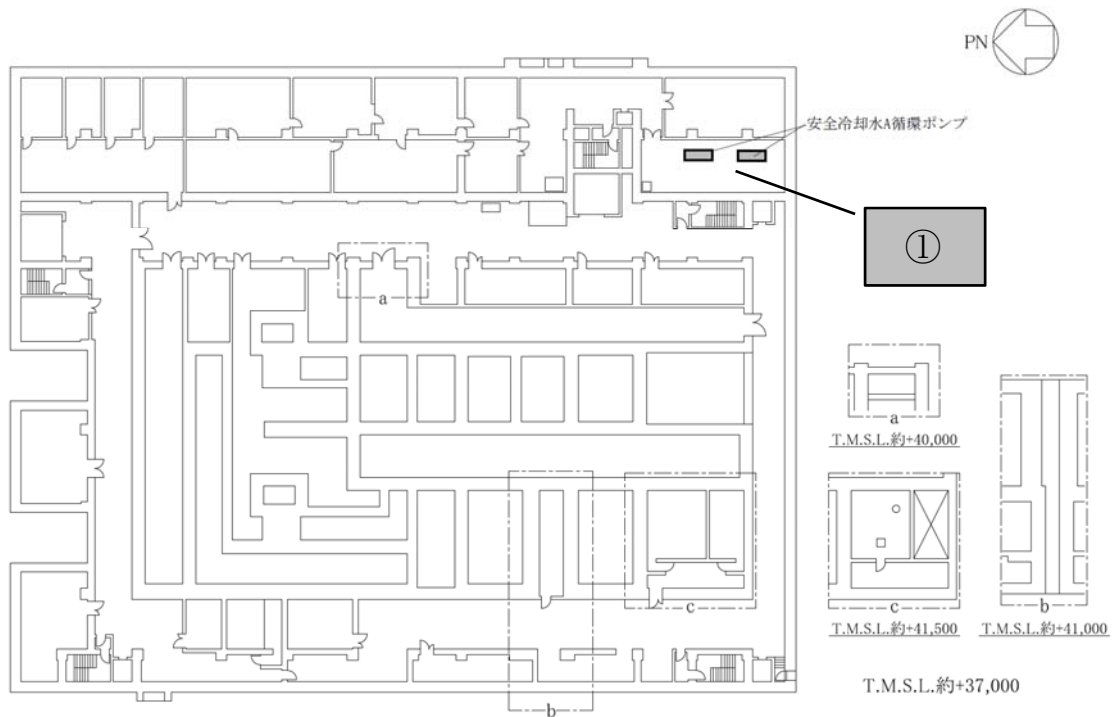 PN
安全冷却水A循環ポンプ
①
a
a
T.M.S.L.約+40,000
c
c
T.M.S.L.約+41,500
b
T.M.S.L.約+41,000
T.M.S.L.約+37,000
b